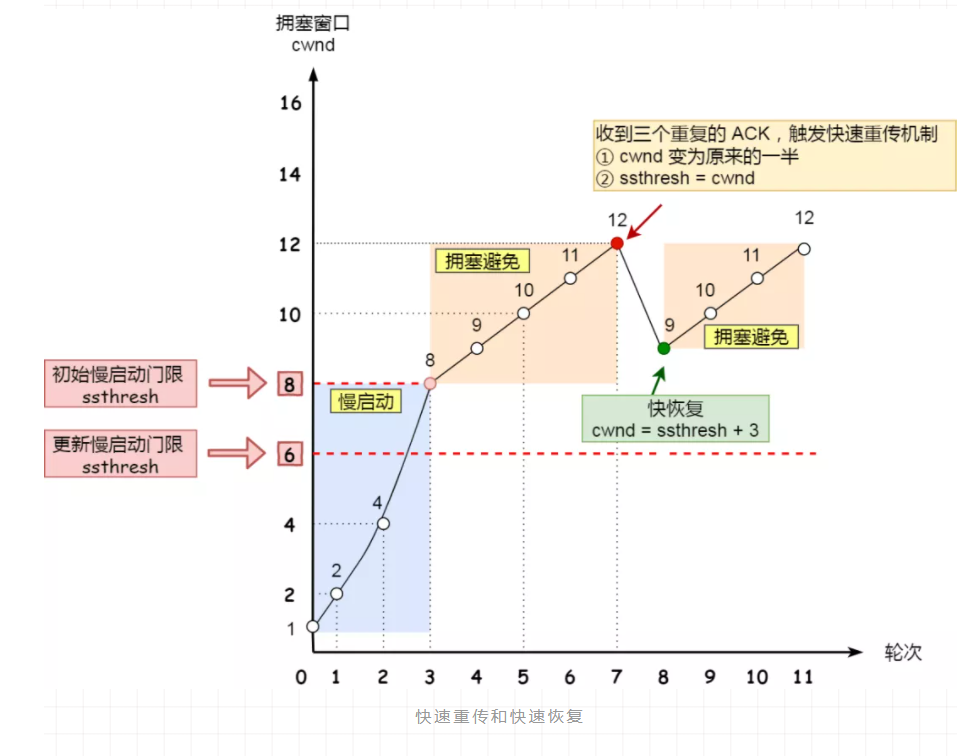 拥塞窗口
cwnd
16
14
收到三个重复的 ACK，触发快速重传机制
① cwnd 变为原来的一半
② ssthresh = cwnd
12
12
12
拥塞避免
11
11
10
10
10
9
9
拥塞避免
8
初始慢启动门限
ssthresh
8
慢启动
快恢复
cwnd = ssthresh + 3
更新慢启动门限
ssthresh
6
4
4
2
2
1
轮次
0 1 2 3 4 5 6 7 8 9 10 11
快速重传和快速恢复